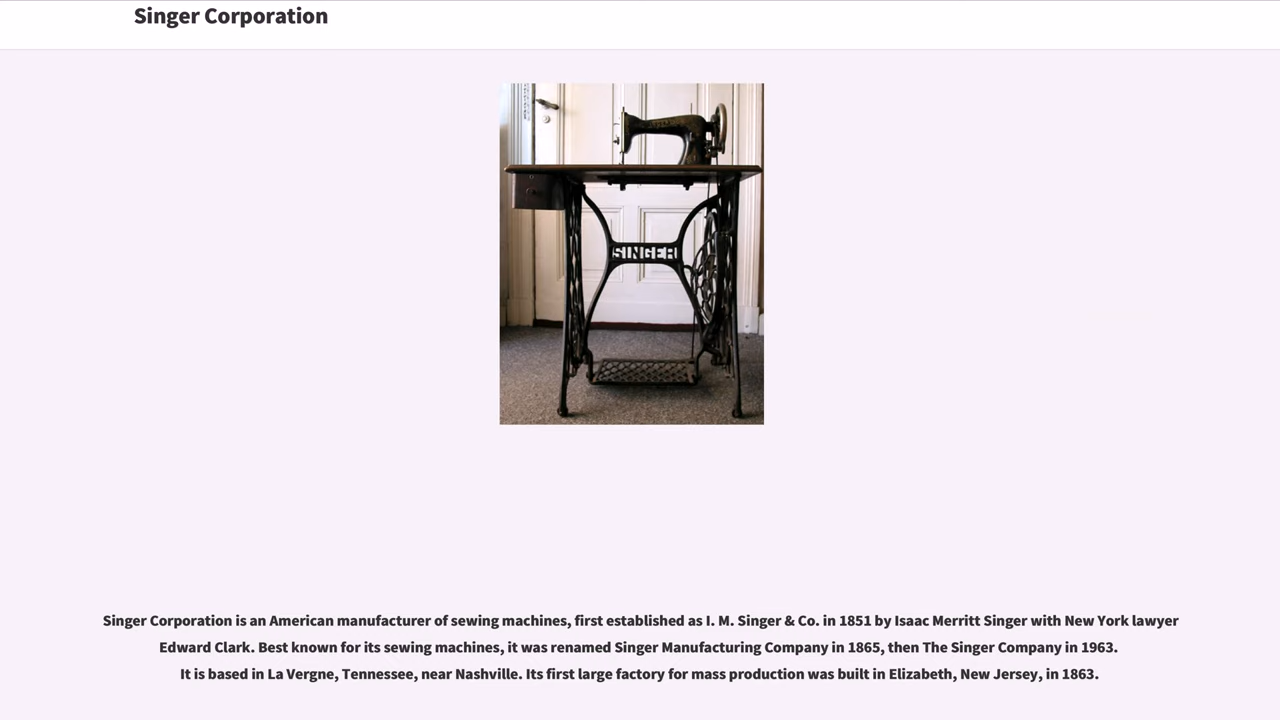 Singer Corporation
SINGER
Singer Corporation is an American manufacturer of sewing machines, first established as I. M. Singer & Co. in 1851 by Isaac Merritt Singer with New York lawyer
Edward Clark. Best known for its sewing machines, it was renamed Singer Manufacturing Company in 1865, then The Singer Company in 1963.
It is based in La Vergne, Tennessee, near Nashville. Its first large factory for mass production was built in Elizabeth, New Jersey, in 1863.